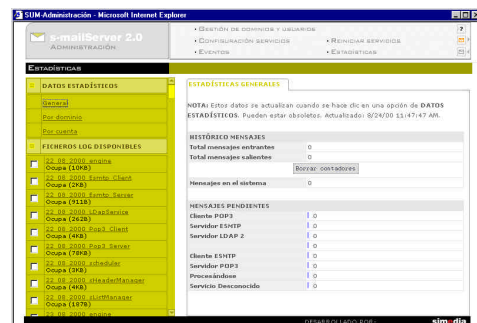 SUM-Administración - Microsoft Internet Explorer
s-mailServer 2.0
ADMINISTRACIÓN
• GESTIÓN DE DOMINIOS Y USUARIOS
• CONFIGURACIÓN SERVICIOS • REINICIAR SERVICIOS
• EVENTOS • ESTADÍSTICAS
?
ESTADÍSTICAS
DATOS ESTADÍSTICOS
General
Por dominio
Por cuenta
FICHEROS LOG DISPONIBLES
22_08_2000_engine
Ocupa (10KB)
22_08_2000_Esmtp_Client
Ocupa (2KB)
22_08_2000_Esmtp_Server
Ocupa (911B)
22_08_2000_LDapService
Ocupa (262B)
22_08_2000_Pop3_Client
Ocupa (4KB)
22_08_2000_Pop3_Server
Ocupa (78KB)
22_08_2000_scheduler
Ocupa (3KB)
22_08_2000_sHeaderManager
Ocupa (4KB)
22_08_2000_sListManager
Ocupa (187B)
23_08_2000_engine
ESTADÍSTICAS GENERALES
NOTA: Estos datos se actualizan cuando se hace clic en una opción de DATOS
ESTADÍSTICOS. Pueden estar obsoletos. Actualizado: 8/24/00 11:47:47 AM.
HISTÓRICO MENSAJES
Total mensajes entrantes 0
Total mensajes salientes 0
Borrar contadores
Mensajes en el sistema 0
MENSAJES PENDIENTES
Cliente POP3 0
Servidor ESMTP 0
Servidor LDAP 2 0
0
Cliente ESMTP 0
Servidor POP3 0
Procesándose 0
Servicio Desconocido 0
DESARROLLADO POR: simedia